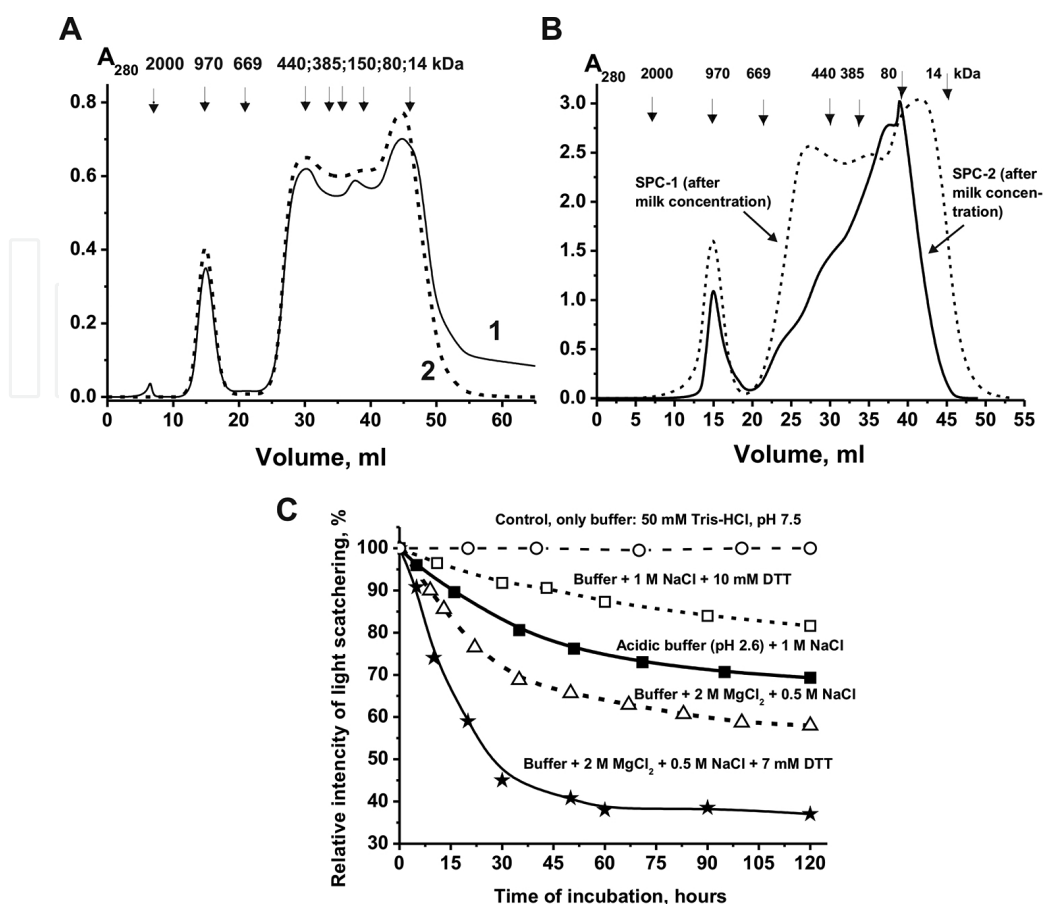 A
B
A280 2000 970 669 440;385;150;80;14 kDa
0.8
0.6
0.4
0.2
0.0
1
2
0 10 20 30 40 50 60
Volume, ml
A280 2000 970 669 440 385 80 14 kDa
3.0
2.5
2.0
1.5
1.0
0.5
0.0
SPC-1 (after
milk concentration)
SPC-2 (after
milk concen-
tration)
0 5 10 15 20 25 30 35 40 45 50 55
Volume, ml
C
Relative intencity of light scatchering, %
100
90
80
70
60
50
40
30
Control, only buffer: 50 mM Tris-HCl, pH 7.5
Buffer + 1 M NaCl + 10 mM DTT
Acidic buffer (pH 2.6) + 1 M NaCl
Buffer + 2 M MgCl2 + 0.5 M NaCl
Buffer + 2 M MgCl2 + 0.5 M NaCl + 7 mM DTT
0 15 30 45 60 75 90 105 120
Time of incubation, hours